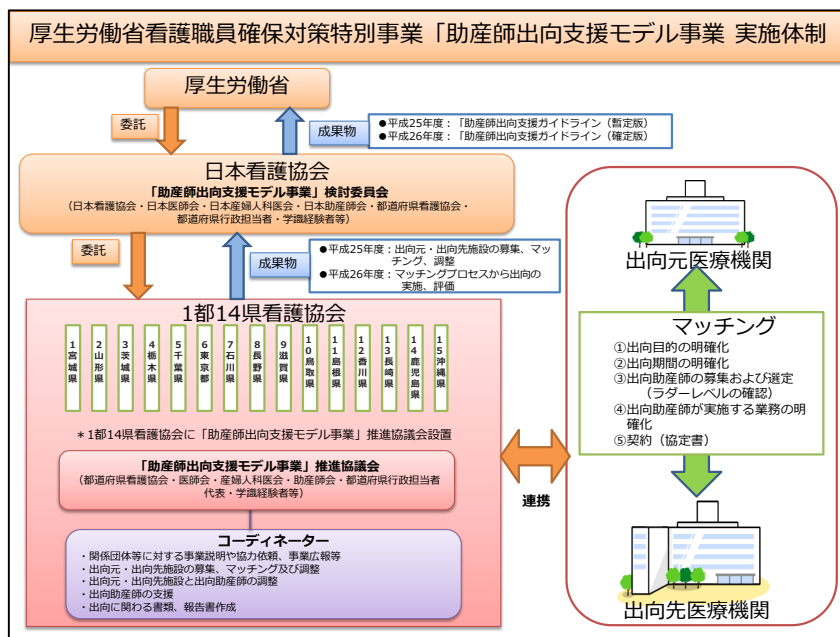 厚生労働省看護職員確保対策特別事業「助産師出向支援モデル事業 実施体制
厚生労働省
委託
成果物
●平成25年度：「助産師出向支援ガイドライン（暫定版）
●平成26年度：「助産師出向支援ガイドライン（確定版）
日本看護協会
「助産師出向支援モデル事業」検討委員会
（日本看護協会・日本医師会・日本産婦人科医会・日本助産師会・都道府県看護協会・
都道府県行政担当者・学識経験者等）
委託
成果物
●平成25年度：出向元・出向先施設の募集、マッ
チング、調整
●平成26年度：マッチングプロセスから出向の
実施、評価
1都14県看護協会
1宮城県
2山形県
3茨城県
4栃木県
5千葉県
6東京都
7石川県
8長野県
9滋賀県
10鳥取県
11島根県
12香川県
13長崎県
14鹿児島県
15沖縄県
＊1都14県看護協会に「助産師出向支援モデル事業」推進協議会設置
「助産師出向支援モデル事業」推進協議会
（都道府県看護協会・医師会・産婦人科医会・助産師会・都道府県行政担当者
代表・学識経験者等）
コーディネーター
・関係団体等に対する事業説明や協力依頼、事業広報等
・出向元・出向先施設の募集、マッチング及び調整
・出向元・出向先施設と出向助産師の調整
・出向助産師の支援
・出向に関わる書類、報告書作成
連携
出向元医療機関
マッチング
①出向目的の明確化
②出向期間の明確化
③出向助産師の募集および選定
（ラダーレベルの確認）
④出向助産師が実施する業務の明
確化
⑤契約（協定書）
出向先医療機関